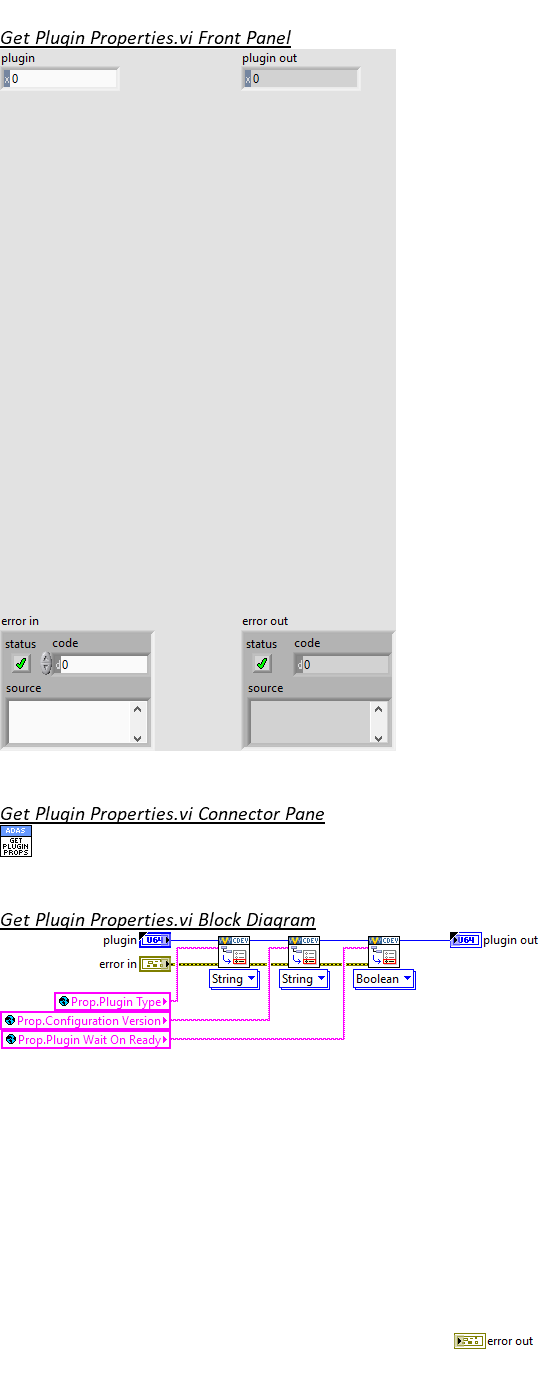 Get Plugin Properties.vi Front Panel
plugin
plugin out
x 0
x 0
error in
error out
status code
status code
d 0
d 0
source
source
Get Plugin Properties.vi Connector Pane
ADAS
GET
PLUGIN
PROPS
Get Plugin Properties.vi Block Diagram
plugin U64 CDEV CDEV CDEV U64 plugin out
error in
String String Boolean
Prop.Plugin Type
Prop.Configuration Version
Prop.Plugin Wait On Ready
error out